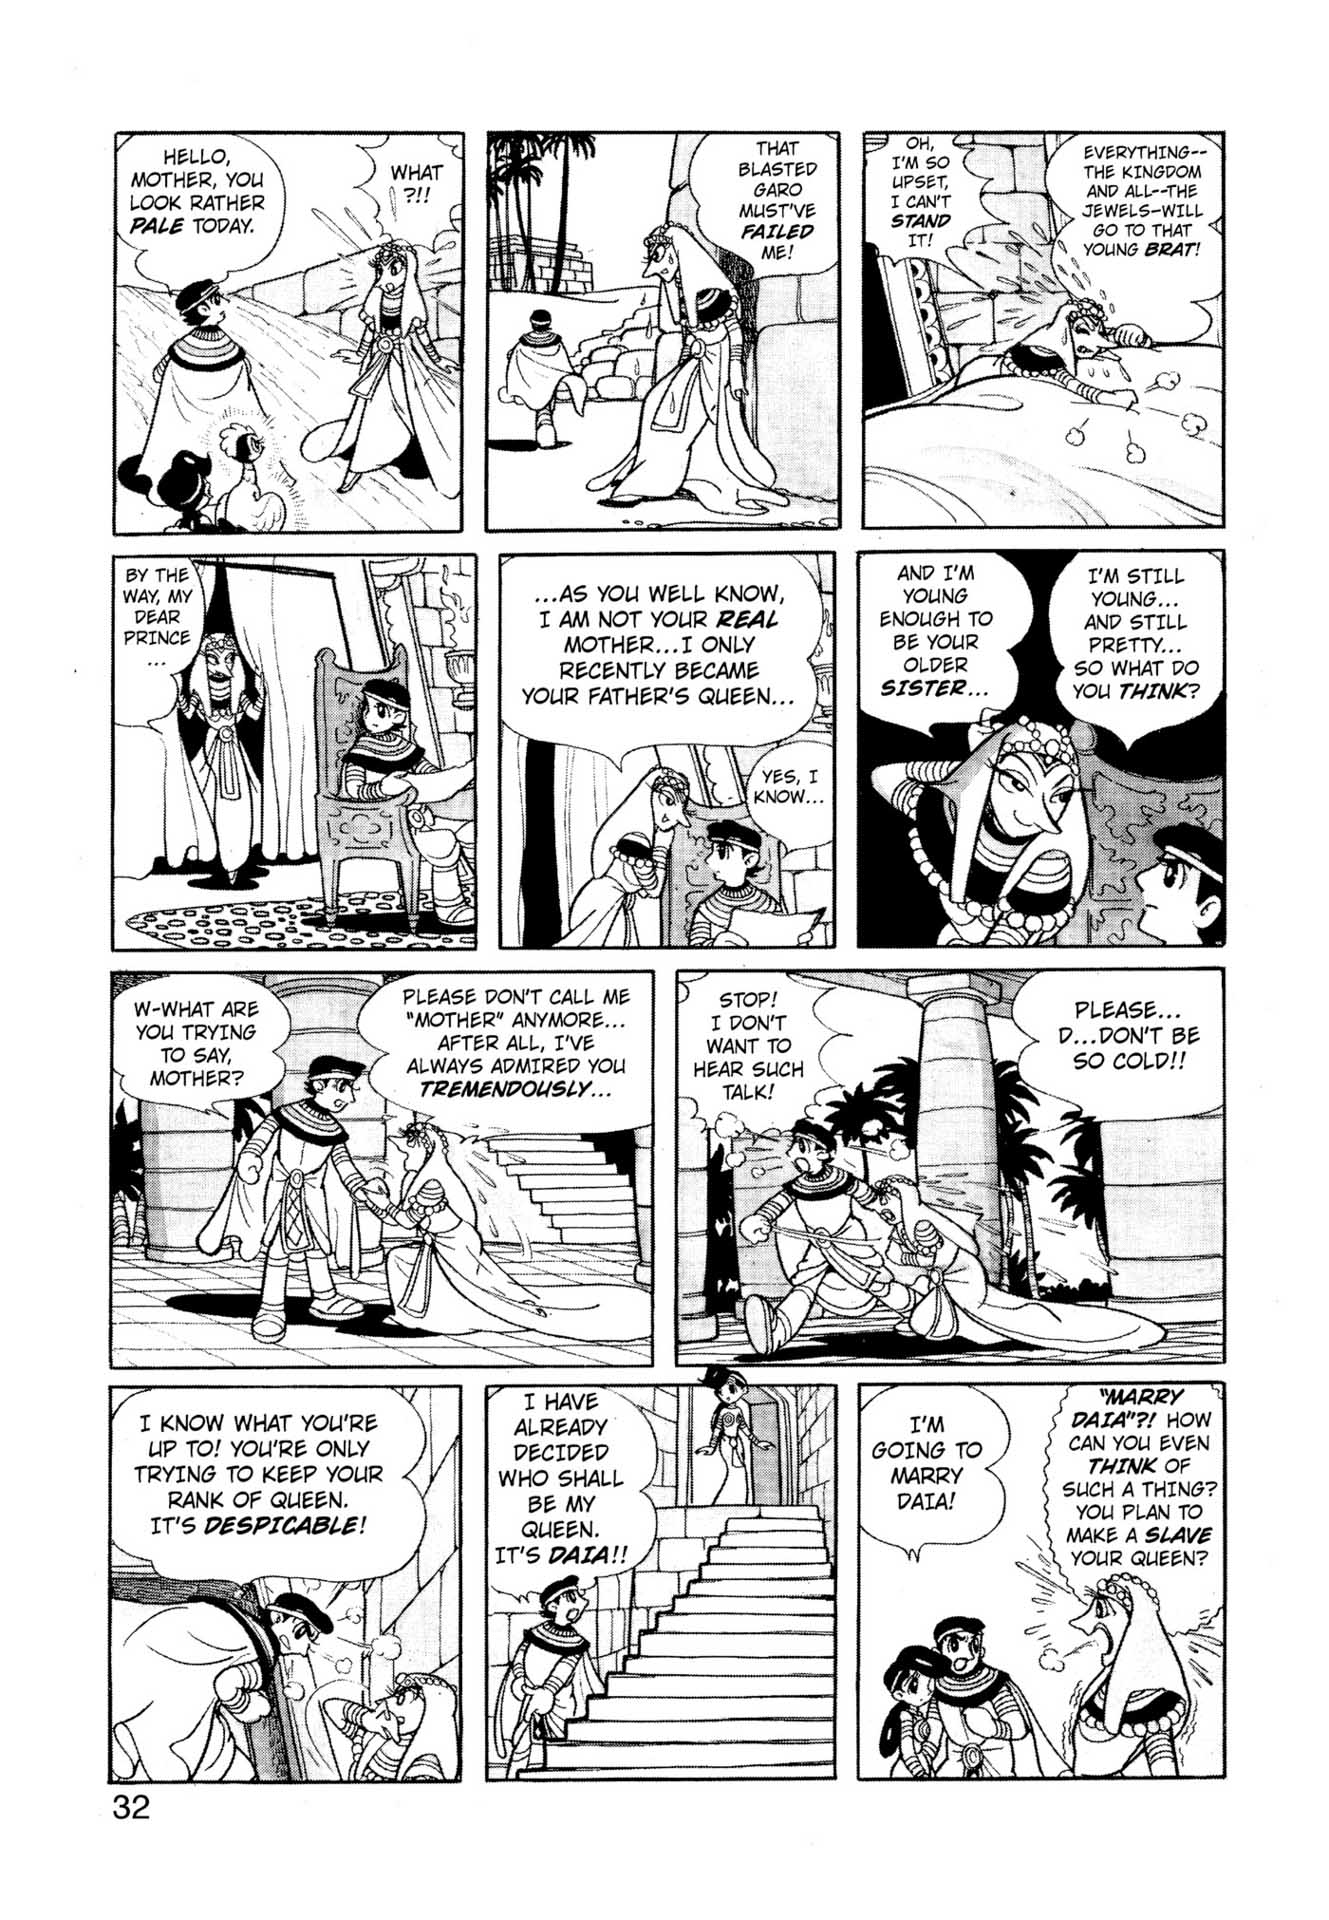 HELLO,
MOTHER, YOU
LOOK RATHER
PALE TODAY.
WHAT
?!!
THAT
BLASTED
GARO
MUST'VE
FAILED
ME!
OH,
I'M SO
UPSET,
I CAN'T
STAND
IT!
EVERYTHING--
THE KINGDOM
AND ALL--THE
JEWELS--WILL
GO TO THAT
YOUNG BRAT!
BY THE
WAY, MY
DEAR
PRINCE
...
...AS YOU WELL KNOW,
I AM NOT YOUR REAL
MOTHER...I ONLY
RECENTLY BECAME
YOUR FATHER'S QUEEN...
YES, I
KNOW...
AND I'M
YOUNG
ENOUGH TO
BE YOUR
OLDER
SISTER...
I'M STILL
YOUNG...
AND STILL
PRETTY...
SO WHAT DO
YOU THINK?
W-WHAT ARE
YOU TRYING
TO SAY,
MOTHER?
PLEASE DON'T CALL ME
"MOTHER" ANYMORE...
AFTER ALL, I'VE
ALWAYS ADMIRED YOU
TREMENDOUSLY...
STOP!
I DON'T
WANT TO
HEAR SUCH
TALK!
PLEASE...
D...DON'T BE
SO COLD!!
I KNOW WHAT YOU'RE
UP TO! YOU'RE ONLY
TRYING TO KEEP YOUR
RANK OF QUEEN.
IT'S DESPICABLE!
I HAVE
ALREADY
DECIDED
WHO SHALL
BE MY
QUEEN.
IT'S DAIA!!
I'M
GOING TO
MARRY
DAIA!
"MARRY
DAIA"?! HOW
CAN YOU EVEN
THINK OF
SUCH A THING?
YOU PLAN TO
MAKE A SLAVE
YOUR QUEEN?
32